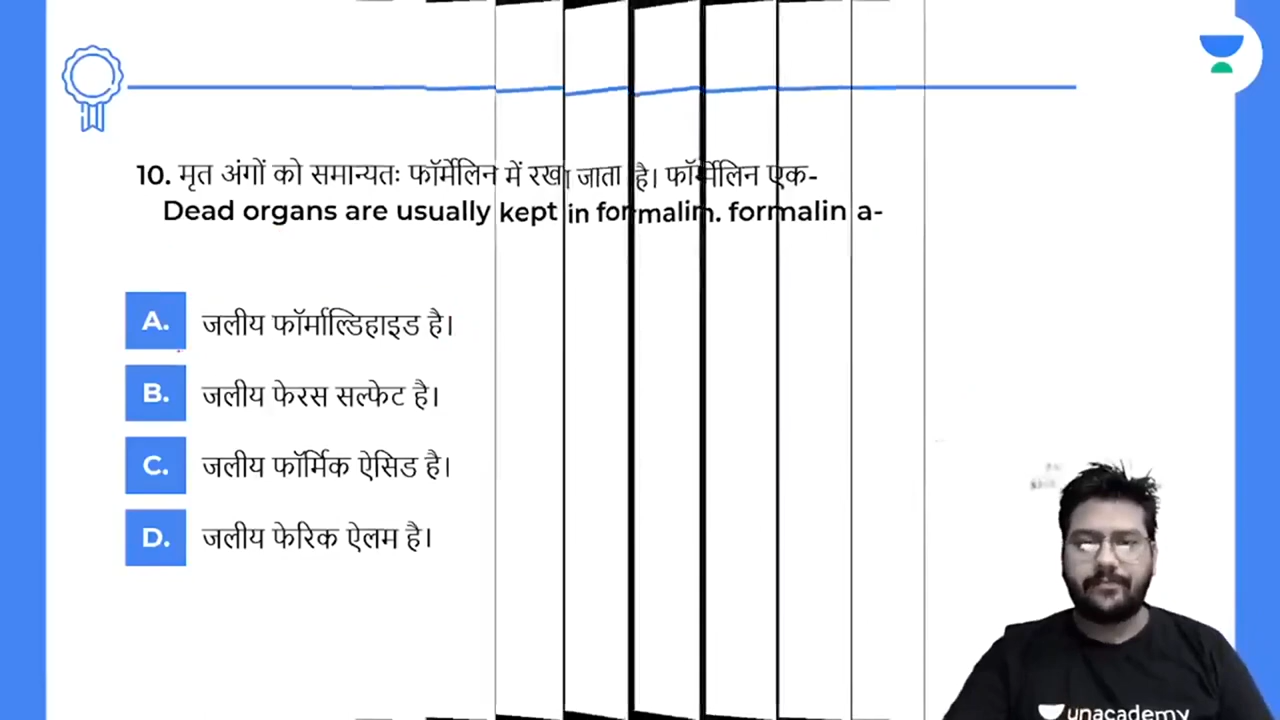 10. मृत अंगों को समान्यतः फॉर्मेलिन में रखा जाता है। फॉर्मेलिन एक-
Dead organs are usually kept in formalin. formalin a-
A. जलीय फॉर्माल्डिहाइड है।
B. जलीय फेरस सल्फेट है।
C. जलीय फॉर्मिक ऐसिड है।
D. जलीय फेरिक ऐलम है।
unacademy